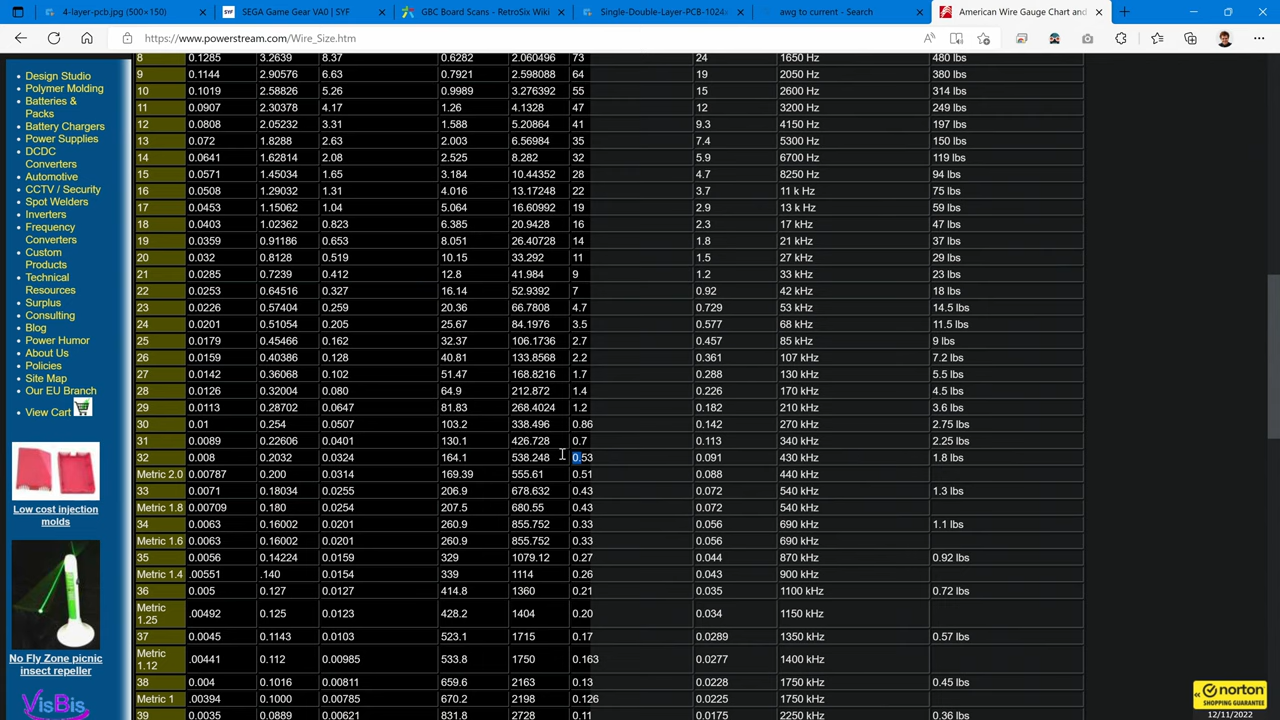 4-layer-pcb.jpg (500×150)
SEGA Game Gear VA0 | SYF
GBC Board Scans - RetroSix Wiki
Single-Double-Layer-PCB-1024
awg to current - Search
American Wire Gauge Chart and
https://www.powerstream.com/Wire_Size.htm
Design Studio
Polymer Molding
Batteries &
Packs
Battery Chargers
Power Supplies
DCDC
Converters
Automotive
CCTV / Security
Spot Welders
Inverters
Frequency
Converters
Custom
Products
Technical
Resources
Surplus
Consulting
Blog
Power Humor
About Us
Policies
Site Map
Our EU Branch
View Cart
Low cost injection
molds
No Fly Zone picnic
insect repeller
VisBis
8 0.1285 3.2639 8.37 0.6282 2.060496 73 24 1650 Hz 480 lbs
9 0.1144 2.90576 6.63 0.7921 2.598088 64 19 2050 Hz 380 lbs
10 0.1019 2.58826 5.26 0.9989 3.276392 55 15 2600 Hz 314 lbs
11 0.0907 2.30378 4.17 1.26 4.1328 47 12 3200 Hz 249 lbs
12 0.0808 2.05232 3.31 1.588 5.20864 41 9.3 4150 Hz 197 lbs
13 0.072 1.8288 2.63 2.003 6.56984 35 7.4 5300 Hz 150 lbs
14 0.0641 1.62814 2.08 2.525 8.282 32 5.9 6700 Hz 119 lbs
15 0.0571 1.45034 1.65 3.184 10.44352 28 4.7 8250 Hz 94 lbs
16 0.0508 1.29032 1.31 4.016 13.17248 22 3.7 11 k Hz 75 lbs
17 0.0453 1.15062 1.04 5.064 16.60992 19 2.9 13 k Hz 59 lbs
18 0.0403 1.02362 0.823 6.385 20.9428 16 2.3 17 kHz 47 lbs
19 0.0359 0.91186 0.653 8.051 26.40728 14 1.8 21 kHz 37 lbs
20 0.032 0.8128 0.519 10.15 33.292 11 1.5 27 kHz 29 lbs
21 0.0285 0.7239 0.412 12.8 41.984 9 1.2 33 kHz 23 lbs
22 0.0253 0.64516 0.327 16.14 52.9392 7 0.92 42 kHz 18 lbs
23 0.0226 0.57404 0.259 20.36 66.7808 4.7 0.729 53 kHz 14.5 lbs
24 0.0201 0.51054 0.205 25.67 84.1976 3.5 0.577 68 kHz 11.5 lbs
25 0.0179 0.45466 0.162 32.37 106.1736 2.7 0.457 85 kHz 9 lbs
26 0.0159 0.40386 0.128 40.81 133.8568 2.2 0.361 107 kHz 7.2 lbs
27 0.0142 0.36068 0.102 51.47 168.8216 1.7 0.288 130 kHz 5.5 lbs
28 0.0126 0.32004 0.080 64.9 212.872 1.4 0.226 170 kHz 4.5 lbs
29 0.0113 0.28702 0.0647 81.83 268.4024 1.2 0.182 210 kHz 3.6 lbs
30 0.01 0.254 0.0507 103.2 338.496 0.86 0.142 270 kHz 2.75 lbs
31 0.0089 0.22606 0.0401 130.1 426.728 0.7 0.113 340 kHz 2.25 lbs
32 0.008 0.2032 0.0324 164.1 538.248 0.53 0.091 430 kHz 1.8 lbs
Metric 2.0 0.00787 0.200 0.0314 169.39 555.61 0.51 0.088 440 kHz
33 0.0071 0.18034 0.0255 206.9 678.632 0.43 0.072 540 kHz 1.3 lbs
Metric 1.8 0.00709 0.180 0.0254 207.5 680.55 0.43 0.072 540 kHz
34 0.0063 0.16002 0.0201 260.9 855.752 0.33 0.056 690 kHz 1.1 lbs
Metric 1.6 0.0063 0.16002 0.0201 260.9 855.752 0.33 0.056 690 kHz
35 0.0056 0.14224 0.0159 329 1079.12 0.27 0.044 870 kHz 0.92 lbs
Metric 1.4 .00551 .140 0.0154 339 1114 0.26 0.043 900 kHz
36 0.005 0.127 0.0127 414.8 1360 0.21 0.035 1100 kHz 0.72 lbs
Metric
1.25 .00492 0.125 0.0123 428.2 1404 0.20 0.034 1150 kHz
37 0.0045 0.1143 0.0103 523.1 1715 0.17 0.0289 1350 kHz 0.57 lbs
Metric
1.12 .00441 0.112 0.00985 533.8 1750 0.163 0.0277 1400 kHz
38 0.004 0.1016 0.00811 659.6 2163 0.13 0.0228 1750 kHz 0.45 lbs
Metric 1 .00394 0.1000 0.00785 670.2 2198 0.126 0.0225 1750 kHz
39 0.0035 0.0889 0.00621 831.8 2728 0.11 0.0175 2250 kHz 0.36 lbs
norton
SHOPPING GUARANTEE
12/11/2022